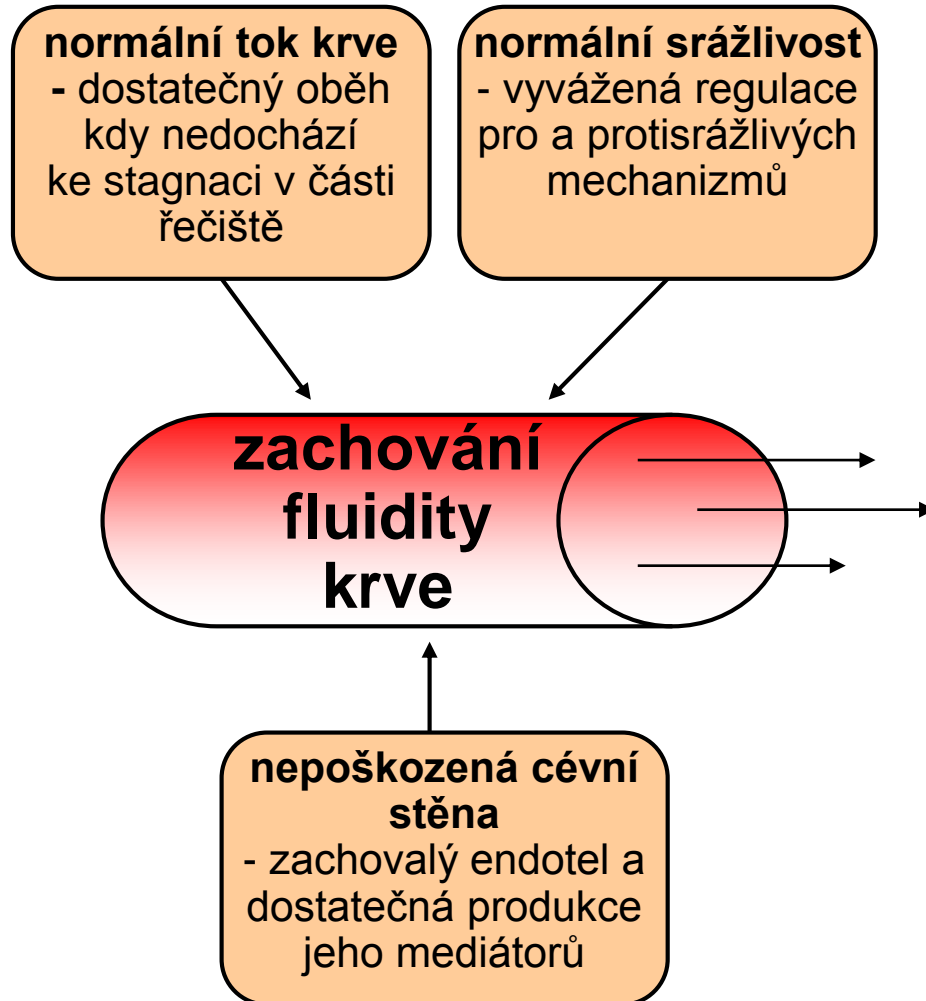 normální tok krve
- dostatečný oběh
kdy nedochází
ke stagnaci v části
řečiště
normální srážlivost
- vyvážená regulace
pro a protisrážlivých
mechanizmů
zachování
fluidity
krve
nepoškozená cévní
stěna
- zachovalý endotel a
dostatečná produkce
jeho mediátorů